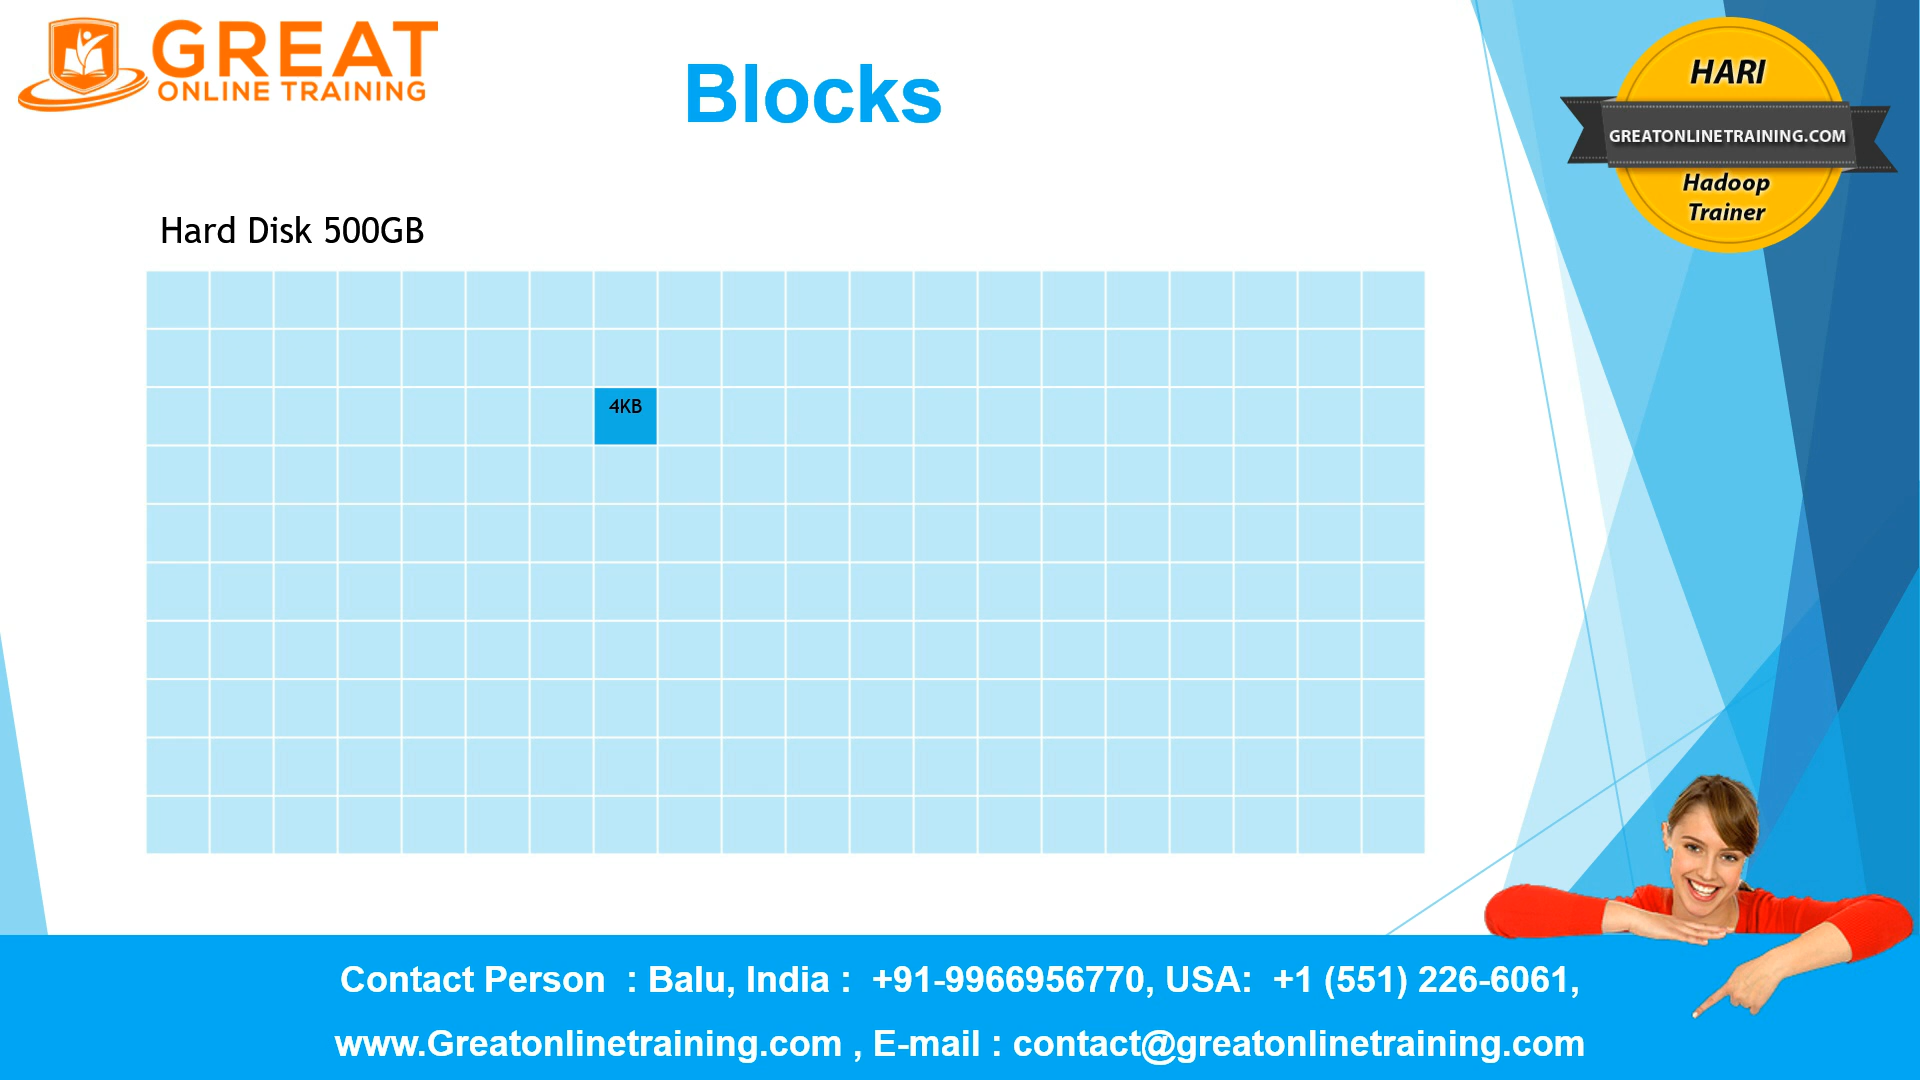 GREAT
ONLINE TRAINING
Blocks
HARI
GREATONLINETRAINING.COM
Hadoop
Trainer
Hard Disk 500GB
4KB
Contact Person  : Balu, India :  +91-9966956770, USA:  +1 (551) 226-6061,
www.Greatonlinetraining.com , E-mail : contact@greatonlinetraining.com